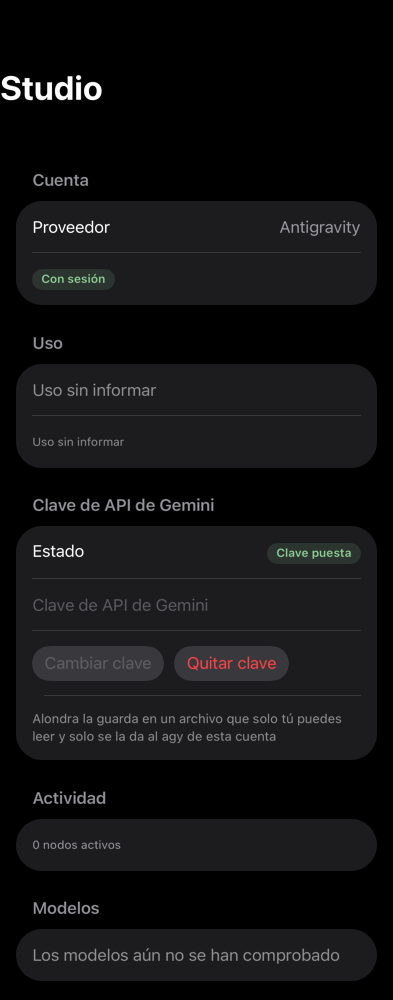 Studio
Cuenta
Proveedor Antigravity
Con sesión
Uso
Uso sin informar
Uso sin informar
Clave de API de Gemini
Estado Clave puesta
Clave de API de Gemini
Cambiar clave Quitar clave
Alondra la guarda en un archivo que solo tú puedes
leer y solo se la da al agy de esta cuenta
Actividad
0 nodos activos
Modelos
Los modelos aún no se han comprobado